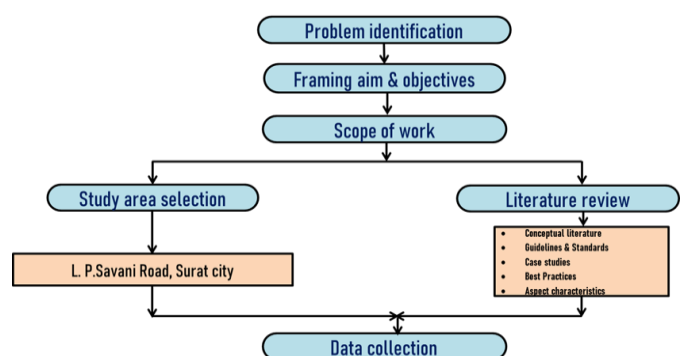 Problem identification
Framing aim & objectives
Scope of work
Study area selection
Literature review
L. P.Savani Road, Surat city
• Conceptual literature
• Guidelines & Standards
• Case studies
• Best Practices
• Aspect characteristics
Data collection